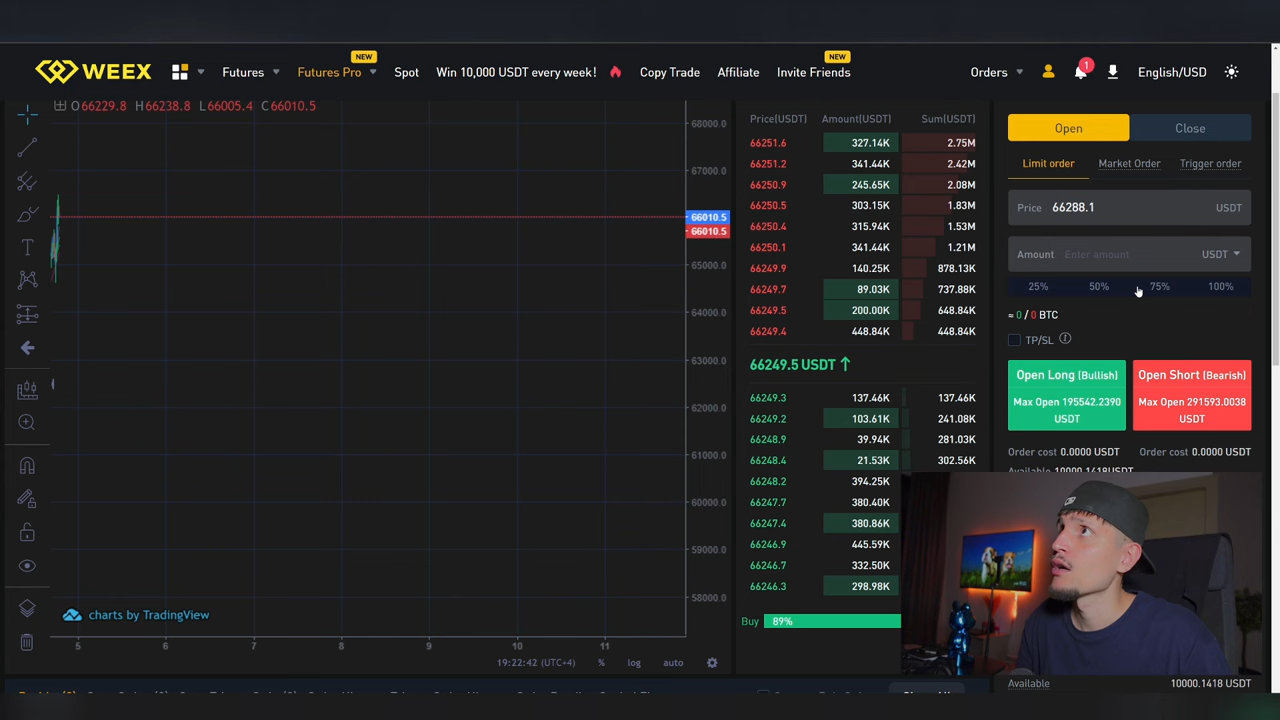 WEEX
Futures
Futures Pro
NEW
Spot
Win 10,000 USDT every week!
Copy Trade
Affiliate
Invite Friends
NEW
Orders
1
English/USD
O66229.8 H66238.8 L66005.4 C66010.5
68000.0
67000.0
66010.5
66010.5
65000.0
64000.0
63000.0
62000.0
61000.0
60000.0
59000.0
58000.0
charts by TradingView
5 6 7 8 9 10 11
19:22:42 (UTC+4) % log auto
Price(USDT) Amount(USDT) Sum(USDT)
66251.6 327.14K 2.75M
66251.2 341.44K 2.42M
66250.9 245.65K 2.08M
66250.5 303.15K 1.83M
66250.4 315.94K 1.53M
66250.1 341.44K 1.21M
66249.9 140.25K 878.13K
66249.7 89.03K 737.88K
66249.5 200.00K 648.84K
66249.4 448.84K 448.84K
66249.5 USDT ↑
66249.3 137.46K 137.46K
66249.2 103.61K 241.08K
66248.9 39.94K 281.03K
66248.4 21.53K 302.56K
66248.2 394.25K
66247.7 380.40K
66247.4 380.86K
66246.9 445.59K
66246.7 332.50K
66246.3 298.98K
Buy 89%
Open Close
Limit order Market Order Trigger order
Price 66288.1 USDT
Amount Enter amount USDT
25% 50% 75% 100%
≈ 0 / 0 BTC
TP/SL
Open Long (Bullish)
Max Open 195542.2390
USDT
Open Short (Bearish)
Max Open 291593.0038
USDT
Order cost 0.0000 USDT Order cost 0.0000 USDT
Available 10000.1418USDT
Available 10000.1418 USDT